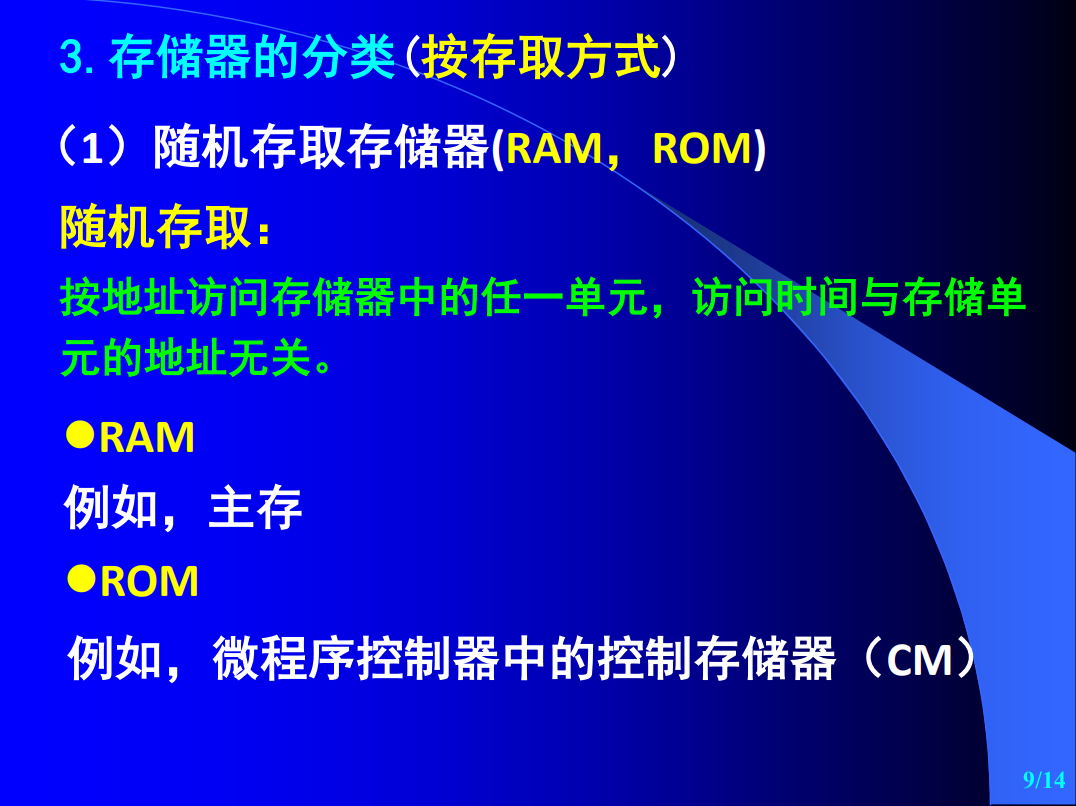 3. 存储器的分类(按存取方式)
（1）随机存取存储器(RAM，ROM)
随机存取：
按地址访问存储器中的任一单元，访问时间与存储单
元的地址无关。
●RAM
例如，主存
●ROM
例如，微程序控制器中的控制存储器（CM）
9/14